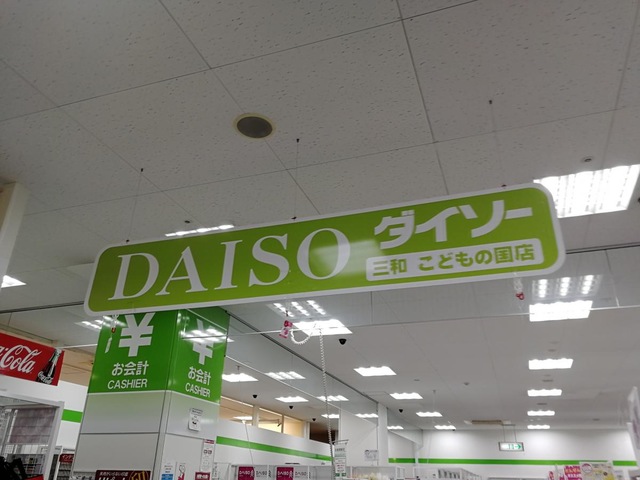 DAISO ダイソー
三和 こどもの国店
¥
お会計
CASHIER
¥
お会計
CASHIER
Coca-Cola